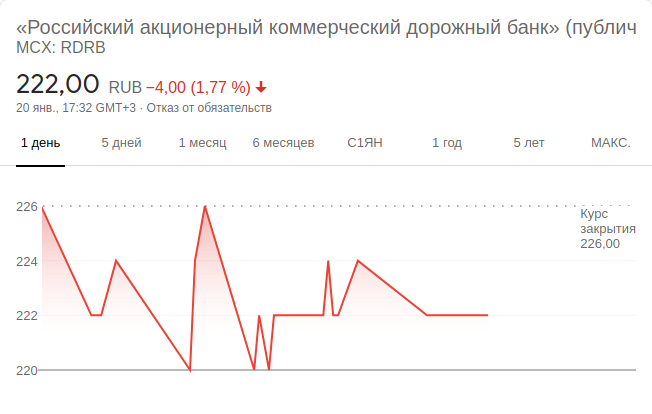 «Российский акционерный коммерческий дорожный банк» (публич
MCX: RDRB
222,00 RUB −4,00 (1,77 %)
20 янв., 17:32 GMT+3 · Отказ от обязательств
1 день 5 дней 1 месяц 6 месяцев С1ЯН 1 год 5 лет МАКС.
226
Курс
закрытия
226,00
224
222
220